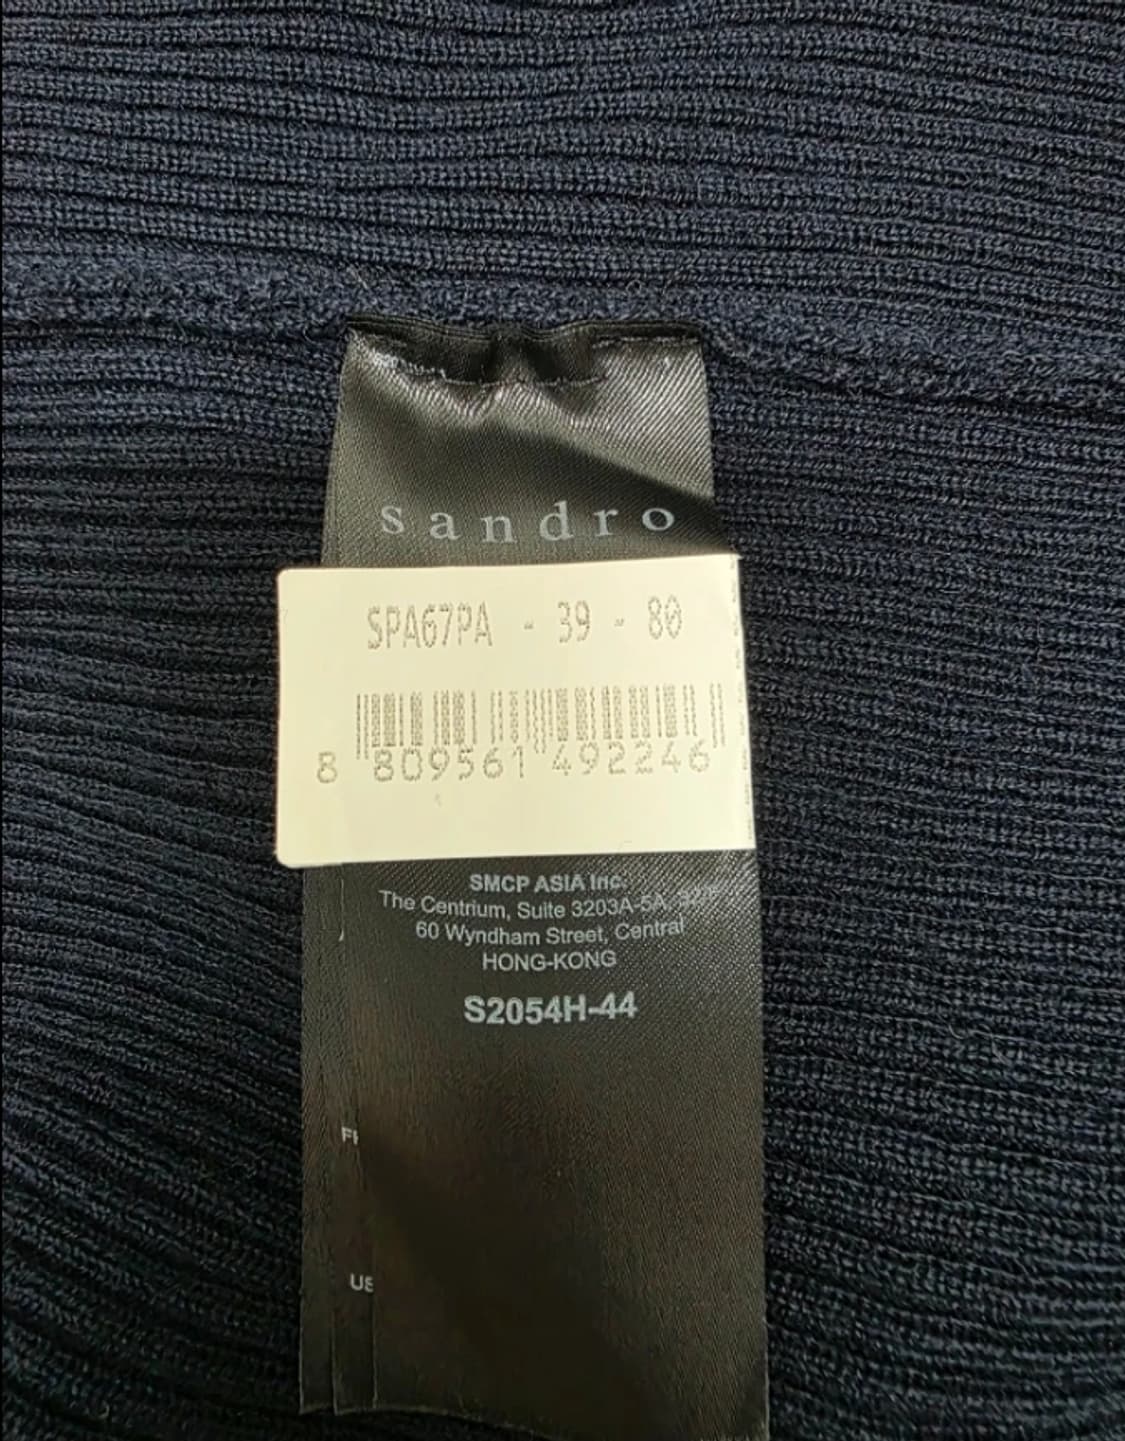 sandro
SPA67PA - 39 - 80
8 809561 492246
SMCP ASIA Inc.
The Centrium, Suite 3203A-5A,
60 Wyndham Street, Central
HONG-KONG
S2054H-44